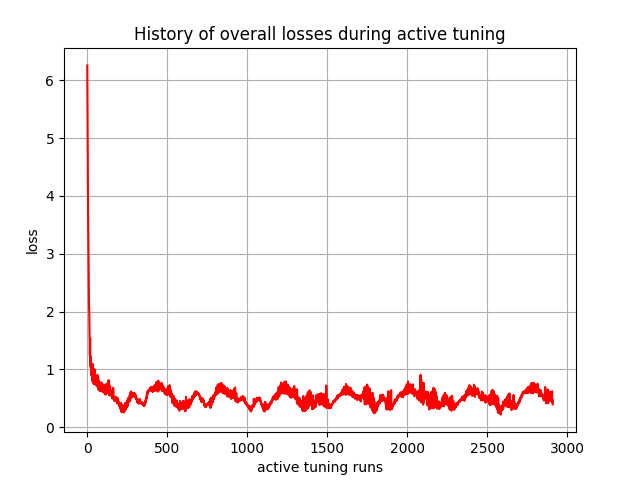 History of overall losses during active tuning
6
5
4
3
2
1
0
loss
0 500 1000 1500 2000 2500 3000
active tuning runs